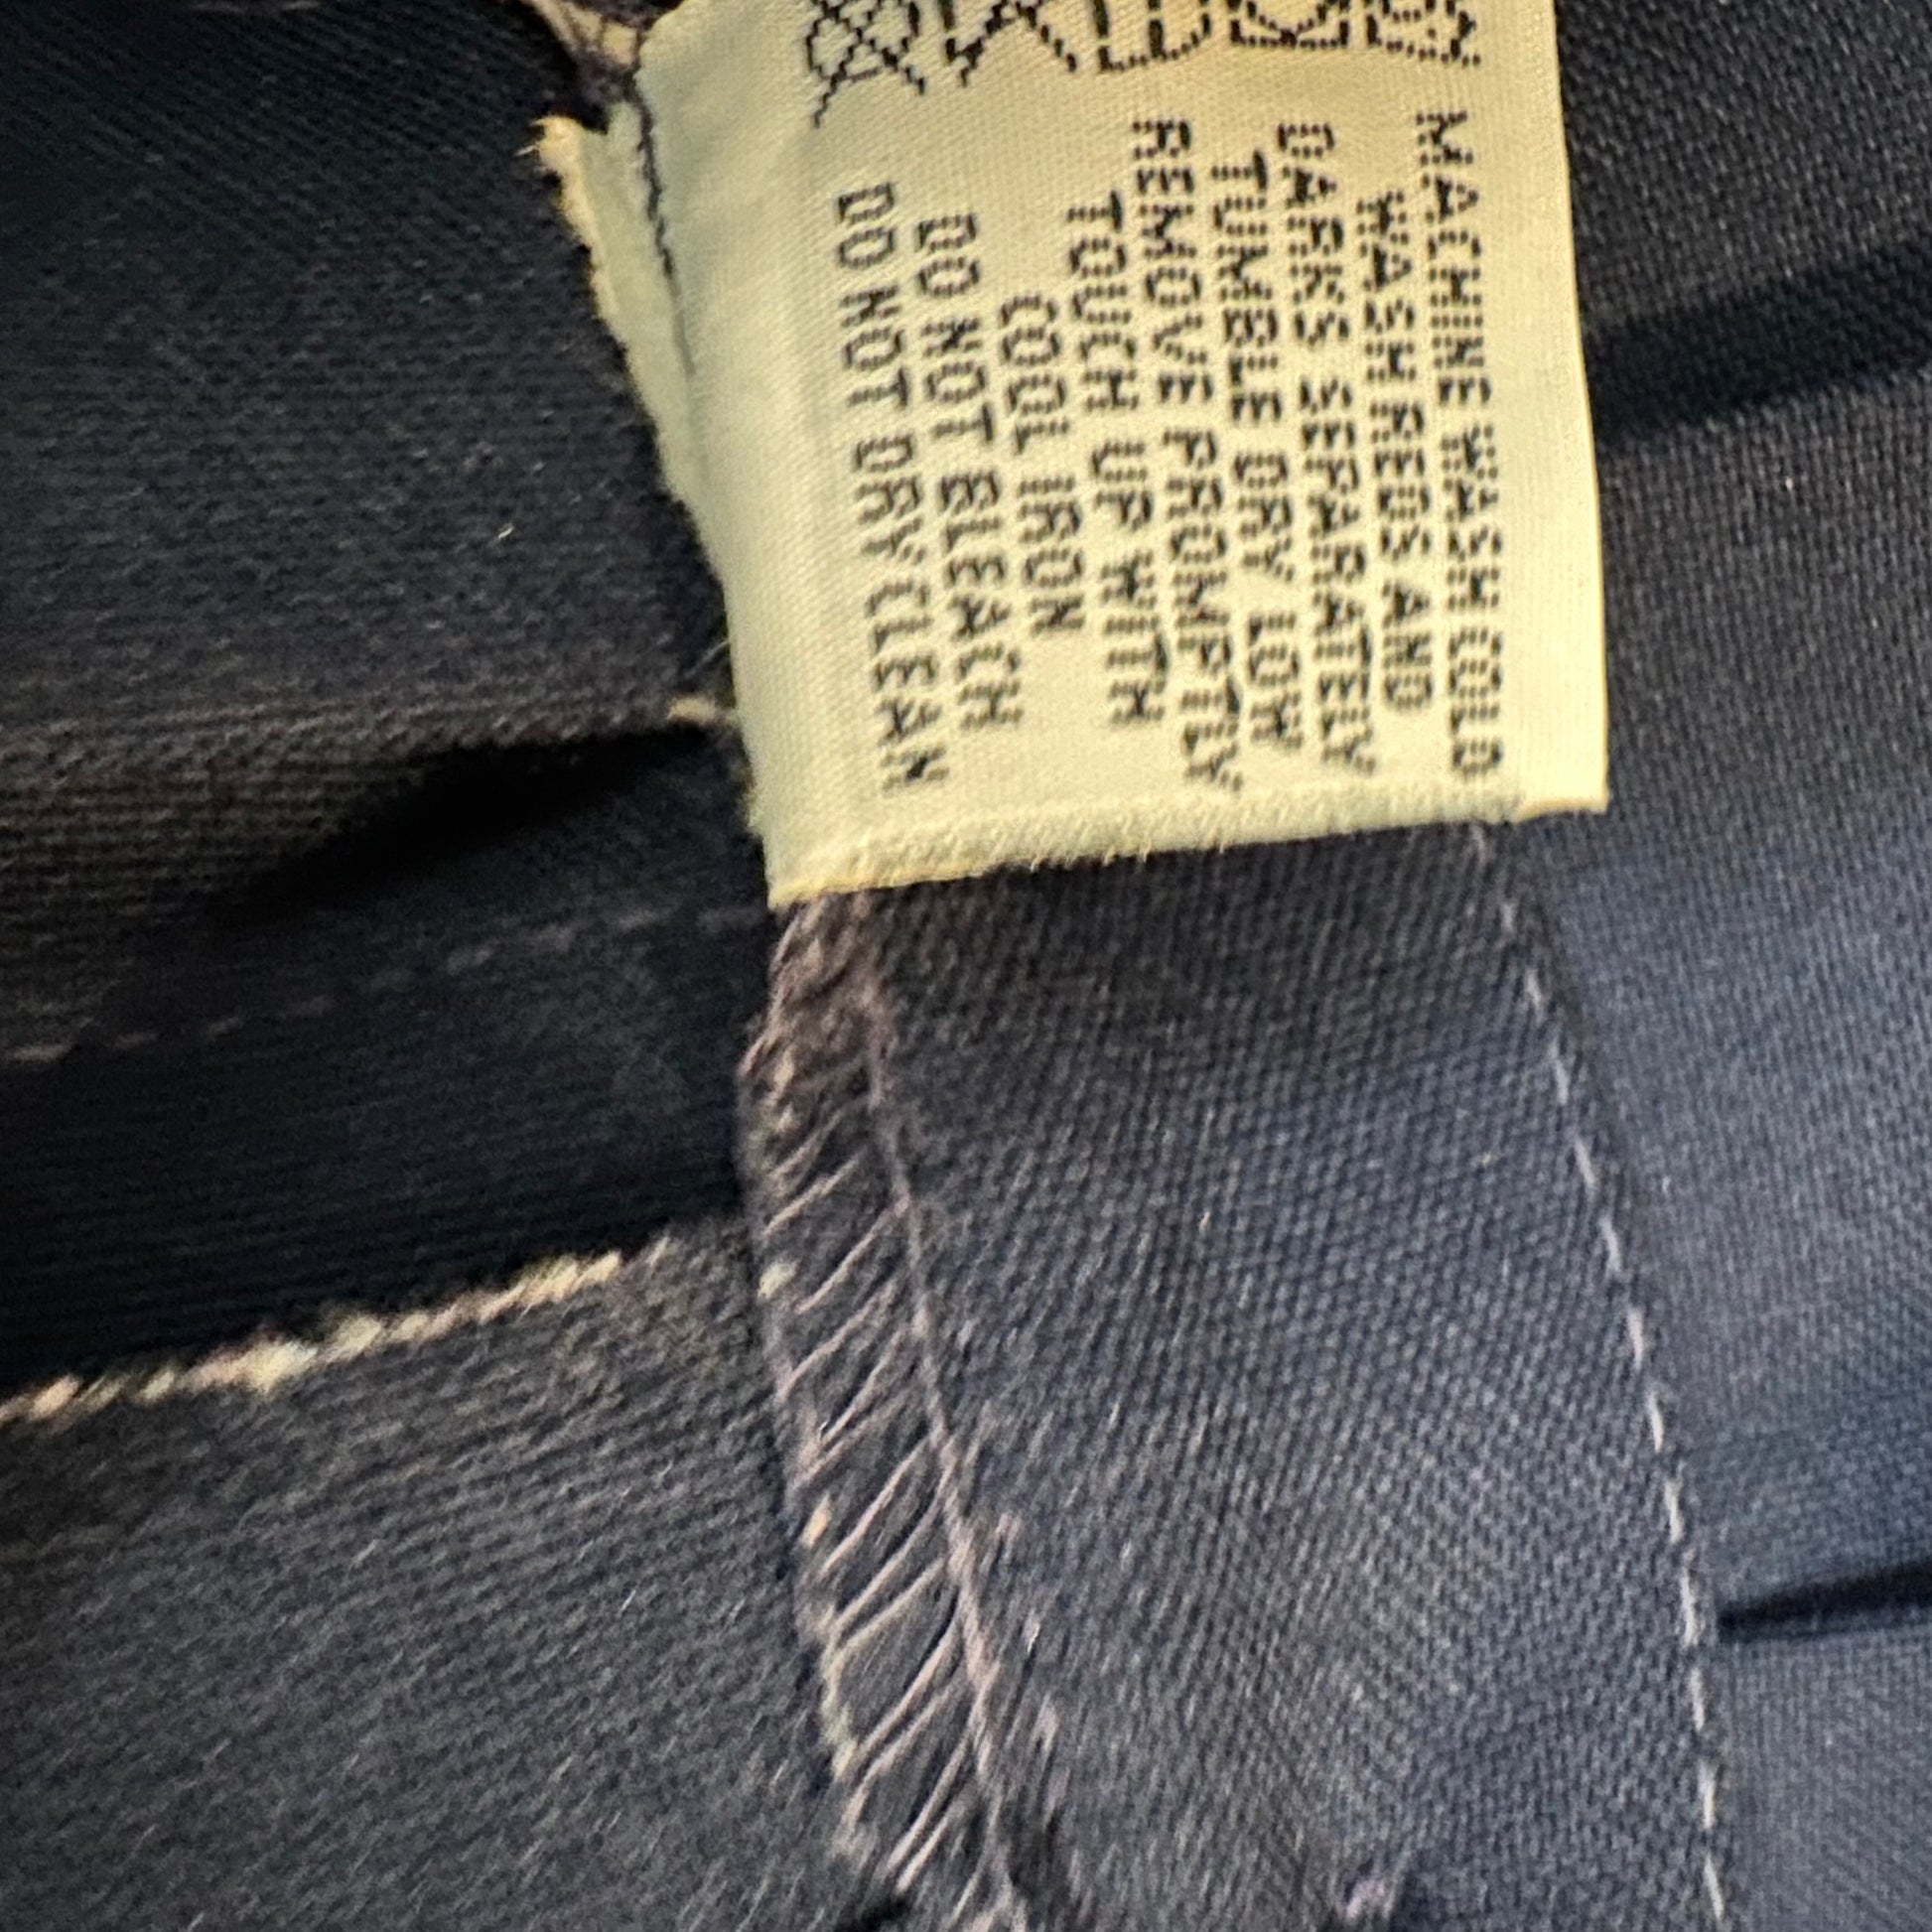 MACHINE WASH COLD
WASH REDS AND
DARKS SEPARATELY
TUMBLE DRY LOW
REMOVE PROMPTLY
TOUCH UP WITH
COOL IRON
DO NOT BLEACH
DO NOT DRY CLEAN